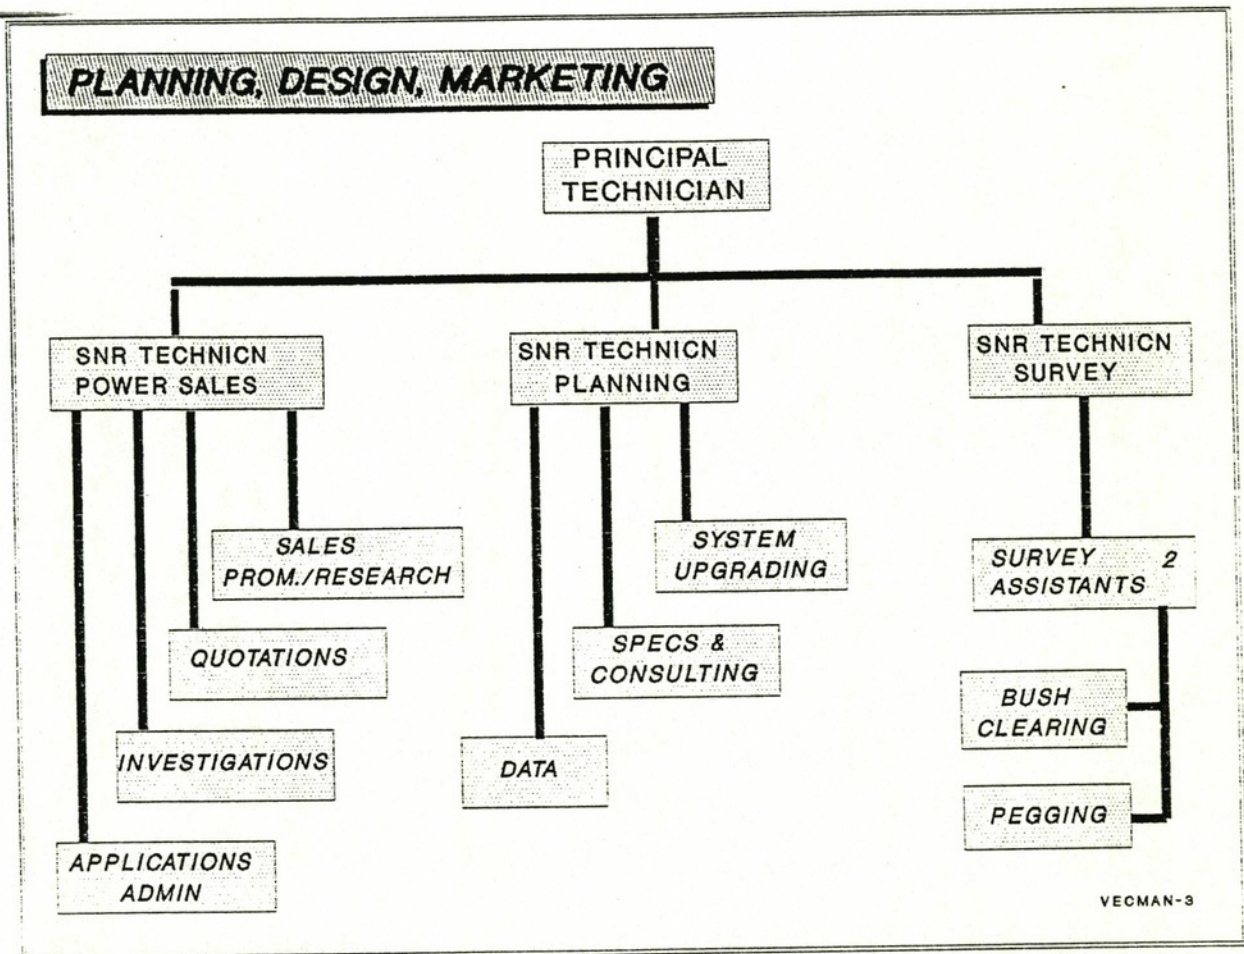 PLANNING, DESIGN, MARKETING
PRINCIPAL
TECHNICIAN
SNR TECHNICN
POWER SALES
SNR TECHNICN
PLANNING
SNR TECHNICN
SURVEY
SALES
PROM./RESEARCH
QUOTATIONS
INVESTIGATIONS
APPLICATIONS
ADMIN
SYSTEM
UPGRADING
SPECS &
CONSULTING
DATA
SURVEY 2
ASSISTANTS
BUSH
CLEARING
PEGGING
VECMAN-3